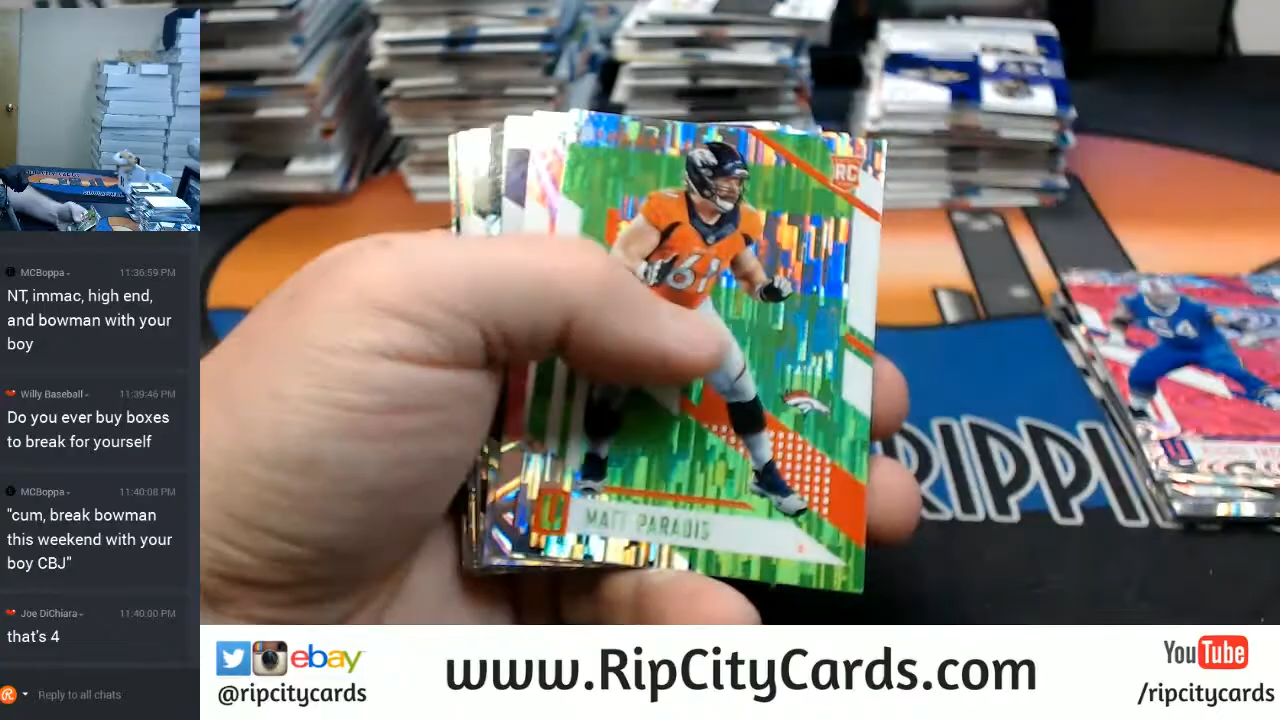 MCBoppa 11:36:59 PM
NT, immac, high end,
and bowman with your
boy
Willy Baseball 11:39:46 PM
Do you ever buy boxes
to break for yourself
MCBoppa 11:40:08 PM
"cum, break bowman
this weekend with your
boy CBJ"
Joe DiChiara 11:40:00 PM
that's 4
Reply to all chats
RC
61
MATT PARADIS
54
RIPPI
ebay
@ripcitycards
www.RipCityCards.com
YouTube
/ripcitycards